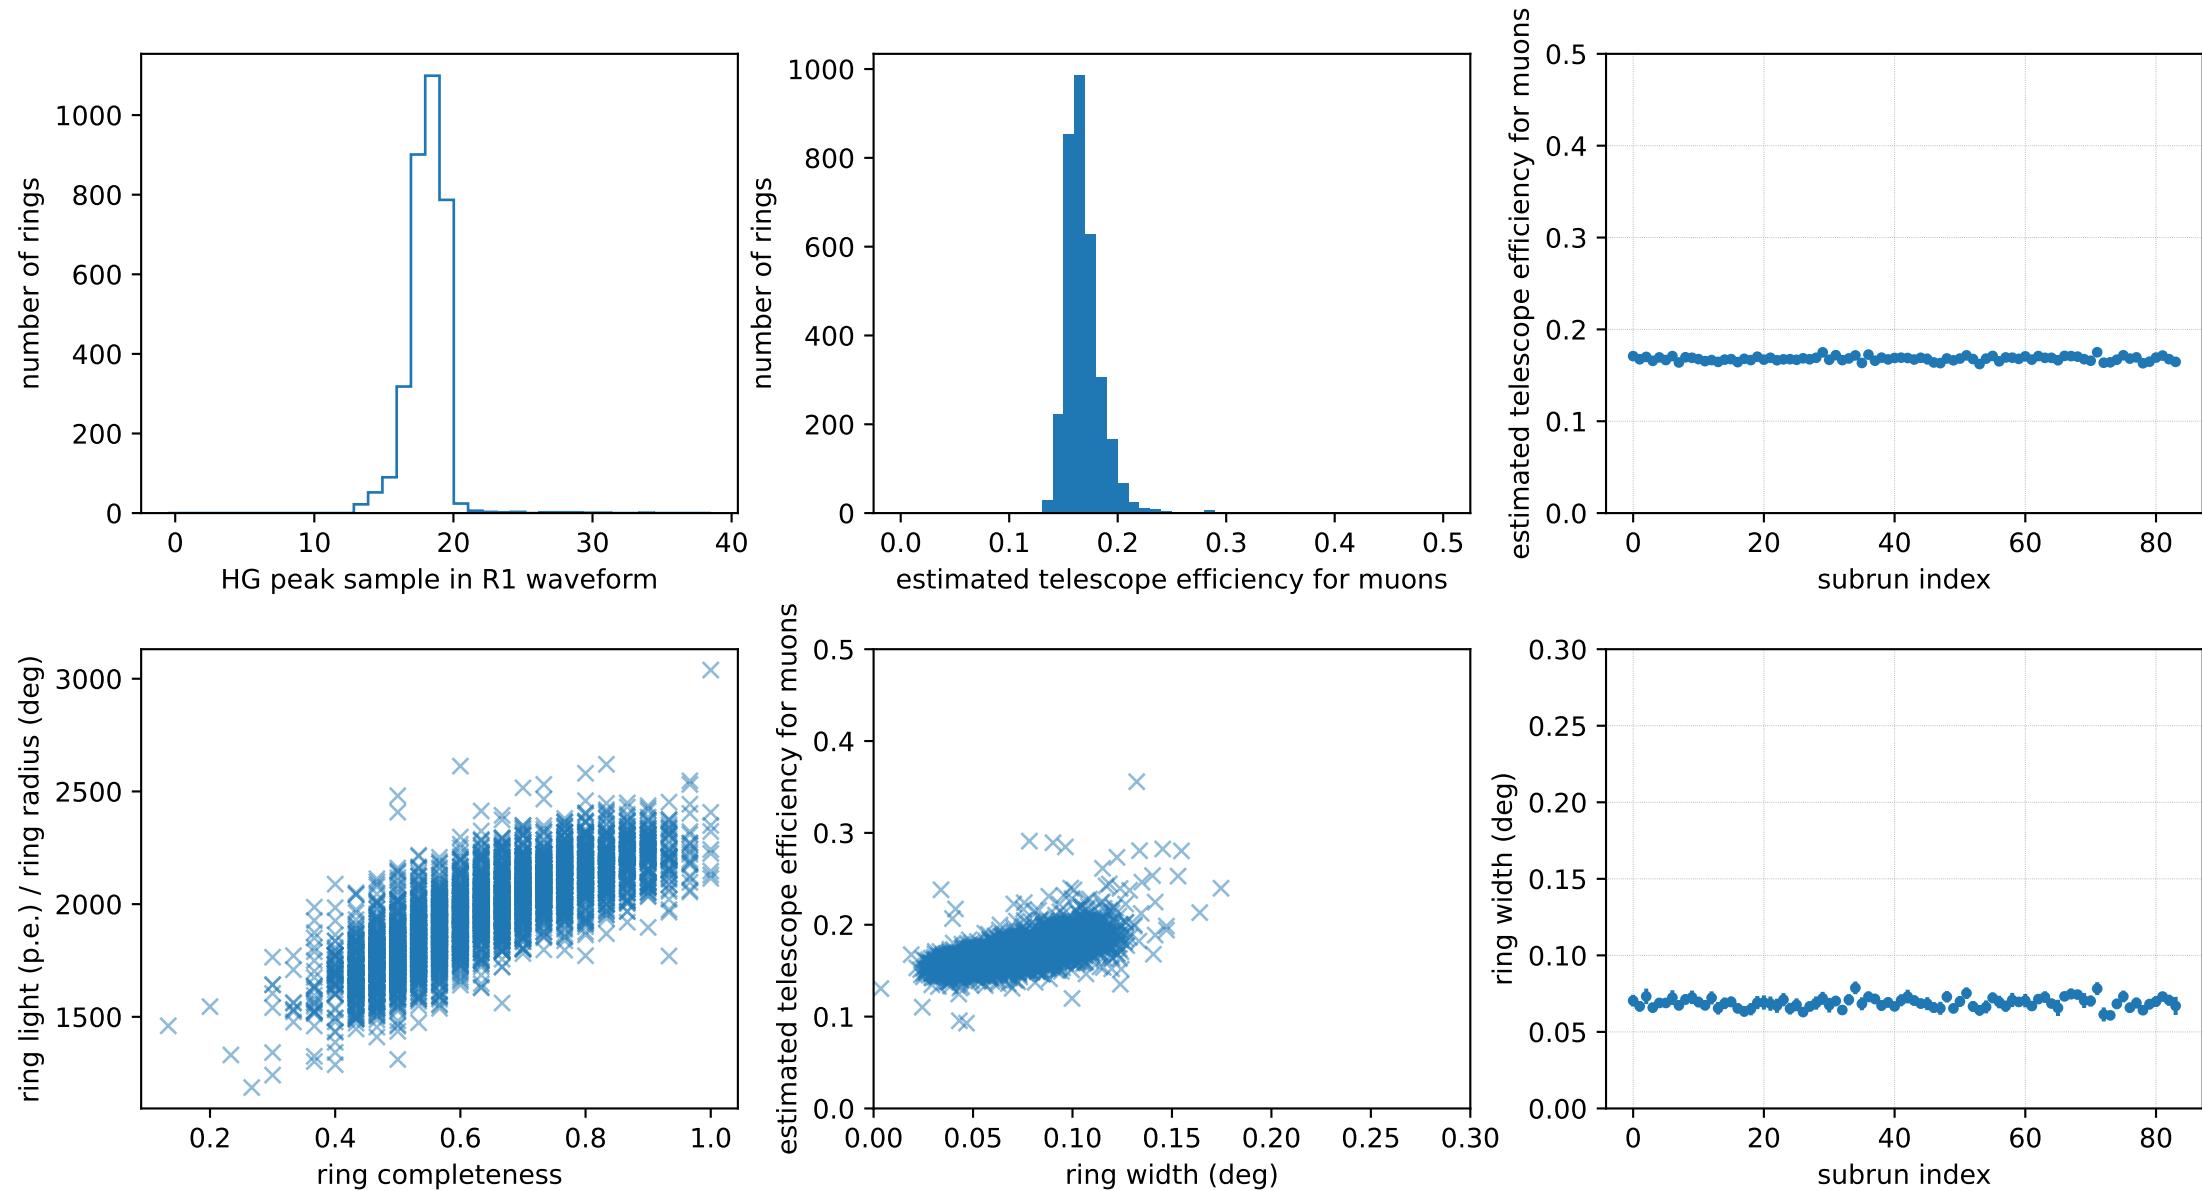 number of rings
1000
800
600
400
200
0
0 10 20 30 40
HG peak sample in R1 waveform
number of rings
1000
800
600
400
200
0
0.0 0.1 0.2 0.3 0.4 0.5
estimated telescope efficiency for muons
estimated telescope efficiency for muons
0.5
0.4
0.3
0.2
0.1
0.0
0 20 40 60 80
subrun index
ring light (p.e.) / ring radius (deg)
3000
2500
2000
1500
0.2 0.4 0.6 0.8 1.0
ring completeness
estimated telescope efficiency for muons
0.5
0.4
0.3
0.2
0.1
0.0
0.00 0.05 0.10 0.15 0.20 0.25 0.30
ring width (deg)
ring width (deg)
0.30
0.25
0.20
0.15
0.10
0.05
0.00
0 20 40 60 80
subrun index